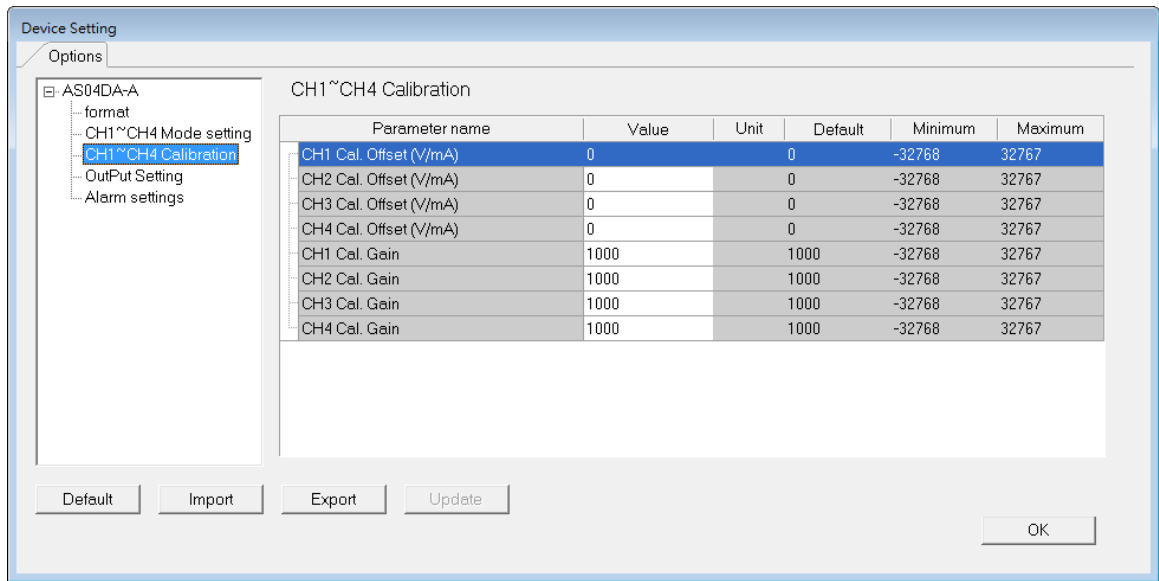 Device Setting
Options
AS04DA-A
format
CH1~CH4 Mode setting
CH1~CH4 Calibration
OutPut Setting
Alarm settings
CH1~CH4 Calibration
Parameter name Value Unit Default Minimum Maximum
CH1 Cal. Offset (V/mA) 0 0 -32768 32767
CH2 Cal. Offset (V/mA) 0 0 -32768 32767
CH3 Cal. Offset (V/mA) 0 0 -32768 32767
CH4 Cal. Offset (V/mA) 0 0 -32768 32767
CH1 Cal. Gain 1000 1000 -32768 32767
CH2 Cal. Gain 1000 1000 -32768 32767
CH3 Cal. Gain 1000 1000 -32768 32767
CH4 Cal. Gain 1000 1000 -32768 32767
Default Import Export Update
OK